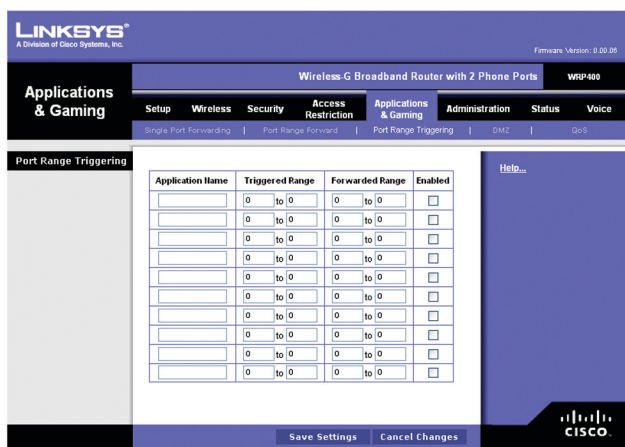 LINKSYS®
A Division of Cisco Systems, Inc.
Firmware Version: 0.00.06
Applications & Gaming
Wireless-G Broadband Router with 2 Phone Ports WRP400
Setup Wireless Security Access Restriction Applications & Gaming Administration Status Voice
Single Port Forwarding | Port Range Forward | Port Range Triggering | DMZ | QoS
Port Range Triggering
Help...
Application Name Triggered Range Forwarded Range Enabled
0 to 0 0 to 0
0 to 0 0 to 0
0 to 0 0 to 0
0 to 0 0 to 0
0 to 0 0 to 0
0 to 0 0 to 0
0 to 0 0 to 0
0 to 0 0 to 0
0 to 0 0 to 0
0 to 0 0 to 0
Save Settings Cancel Changes
CISCO